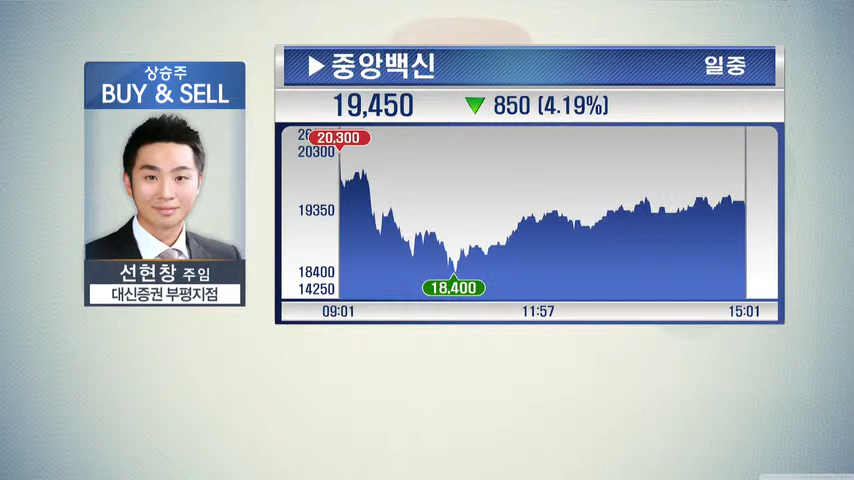 상승주
BUY & SELL
선현창 주임
대신증권 부평지점
▶중앙백신
일중
19,450 ▼ 850 (4.19%)
20,300
20300
19350
18400
14250
18,400
09:01 11:57 15:01